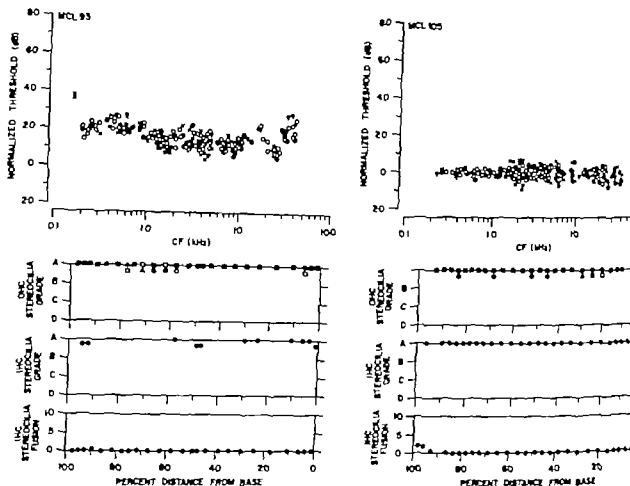 MCL 93
NORMALIZED THRESHOLD (dB)
80
60
40
20
0
20
0.1
1.0
10
100
CF (kHz)
OHC STEREOCILIA GRADE
A
B
C
D
IHC STEREOCILIA GRADE
A
B
C
D
IHC STEREOCILIA FUSION
10
5
0
100
80
60
40
20
0
PERCENT DISTANCE FROM BASE
MCL 105
NORMALIZED THRESHOLD (dB)
80
60
40
20
0
20
0.1
1.0
10
CF (kHz)
OHC STEREOCILIA GRADE
A
B
C
D
IHC STEREOCILIA GRADE
A
B
C
D
IHC STEREOCILIA FUSION
10
5
0
100
80
60
40
20
PERCENT DISTANCE FROM BASE